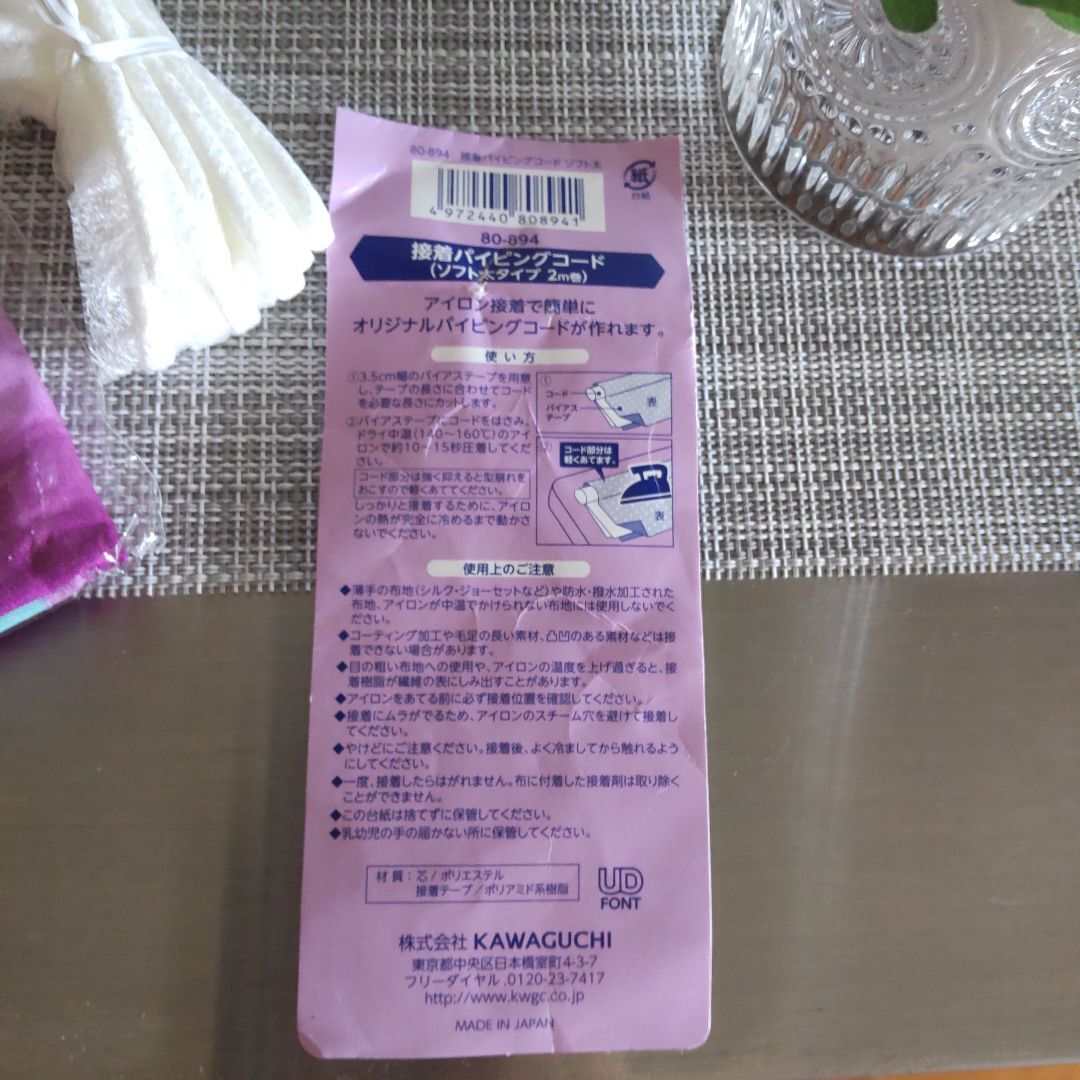 80-894 接着パイピングコード ソフト太
紙
台紙
4 972440 808941
80-894
接着パイピングコード
(ソフト太タイプ 2m巻)
アイロン接着で簡単に
オリジナルパイピングコードが作れます。
使い方
①3.5cm幅のバイアステープを用意
し、テープの長さに合わせてコード
を必要な長さにカットします。
②バイアステープにコードをはさみ、
ドライ中温(140～160℃)のアイ
ロンで約10～15秒圧着してくだ
さい。
コード部分は強く抑えると型崩れを
おこすので軽くあててください。
しっかりと接着するために、アイロ
ンの熱が完全に冷めるまで動かさ
ないでください。
①
コード
バイアス
テープ
表
②
コード部分は
軽くあてます。
表
使用上のご注意
◆薄手の布地(シルク・ジョーゼットなど)や防水・撥水加工された
布地、アイロンが中温でかけられない布地には使用しないでく
ださい。
◆コーティング加工や毛足の長い素材、凸凹のある素材などは接
着できない場合があります。
◆目の粗い布地への使用や、アイロンの温度を上げ過ぎると、接
着樹脂が繊維の表にしみ出すことがあります。
◆アイロンをあてる前に必ず接着位置を確認してください。
◆接着にムラがでるため、アイロンのスチーム穴を避けて接着し
てください。
◆やけどにご注意ください。接着後、よく冷ましてから触れるよう
にしてください。
◆一度、接着したらはがれません。布に付着した接着剤は取り除く
ことができません。
◆この台紙は捨てずに保管してください。
◆乳幼児の手の届かない所に保管してください。
材質：芯/ポリエステル
接着テープ/ポリアミド系樹脂
UD
FONT
株式会社 KAWAGUCHI
東京都中央区日本橋室町4-3-7
フリーダイヤル.0120-23-7417
http://www.kwgc.co.jp
MADE IN JAPAN